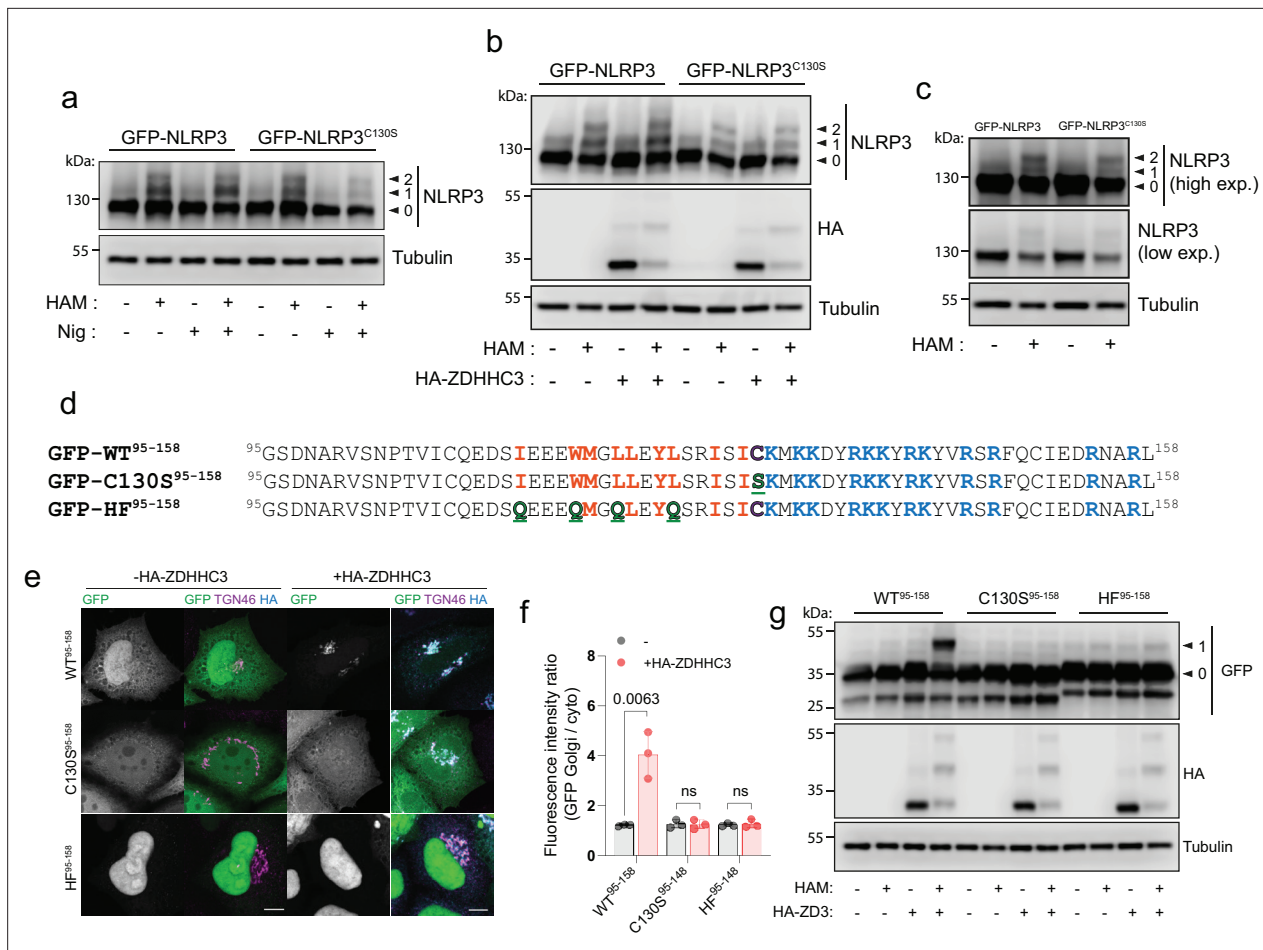 a
GFP-NLRP3 GFP-NLRP3C130S
kDa:
130
2
1
0
NLRP3
55
Tubulin
HAM : - + - + - + - +
Nig : - - + + - - + +
b
GFP-NLRP3 GFP-NLRP3C130S
kDa:
130
2
1
0
NLRP3
55
35
HA
55
Tubulin
HAM : - + - + - + - +
HA-ZDHHC3 : - - + + - - + +
c
GFP-NLRP3 GFP-NLRP3C130S
kDa:
130
2
1
0
NLRP3
(high exp.)
130
NLRP3
(low exp.)
55
Tubulin
HAM : - + - +
d
GFP-WT95-158 95GSDNARVSNPTVICQEDSIEEEWMGLLEYLSRISICKMKKDYRKKYRKYVRSRFQCIEDRNARL158
GFP-C130S95-158 95GSDNARVSNPTVICQEDSIEEEWMGLLEYLSRISISKMKKDYRKKYRKYVRSRFQCIEDRNARL158
GFP-HF95-158 95GSDNARVSNPTVICQEDSQEEEQMGQLEYQSRISICKMKKDYRKKYRKYVRSRFQCIEDRNARL158
e
-HA-ZDHHC3 +HA-ZDHHC3
GFP GFP TGN46 HA GFP GFP TGN46 HA
WT95-158
C130S95-158
HF95-158
f
-
+HA-ZDHHC3
Fluorescence intensity ratio
(GFP Golgi / cyto)
8
6
4
2
0
0.0063
ns ns
WT95-158
C130S95-148
HF95-148
g
WT95-158 C130S95-158 HF95-158
kDa:
55
35
25
1
0
GFP
55
35
HA
55
Tubulin
HAM: - + - + - + - + - + - +
HA-ZD3: - - + + - - + + - - + +